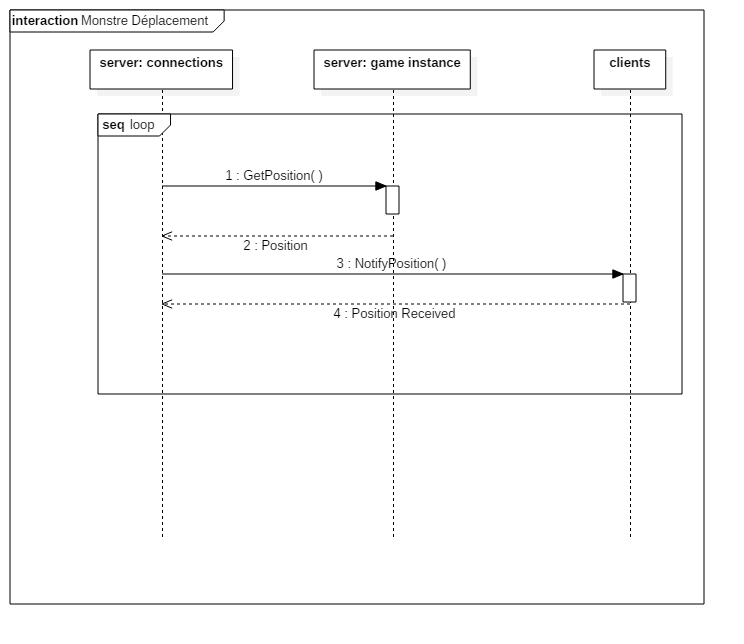 interaction Monstre Déplacement
server: connections
server: game instance
clients
seq loop
1 : GetPosition( )
2 : Position
3 : NotifyPosition( )
4 : Position Received